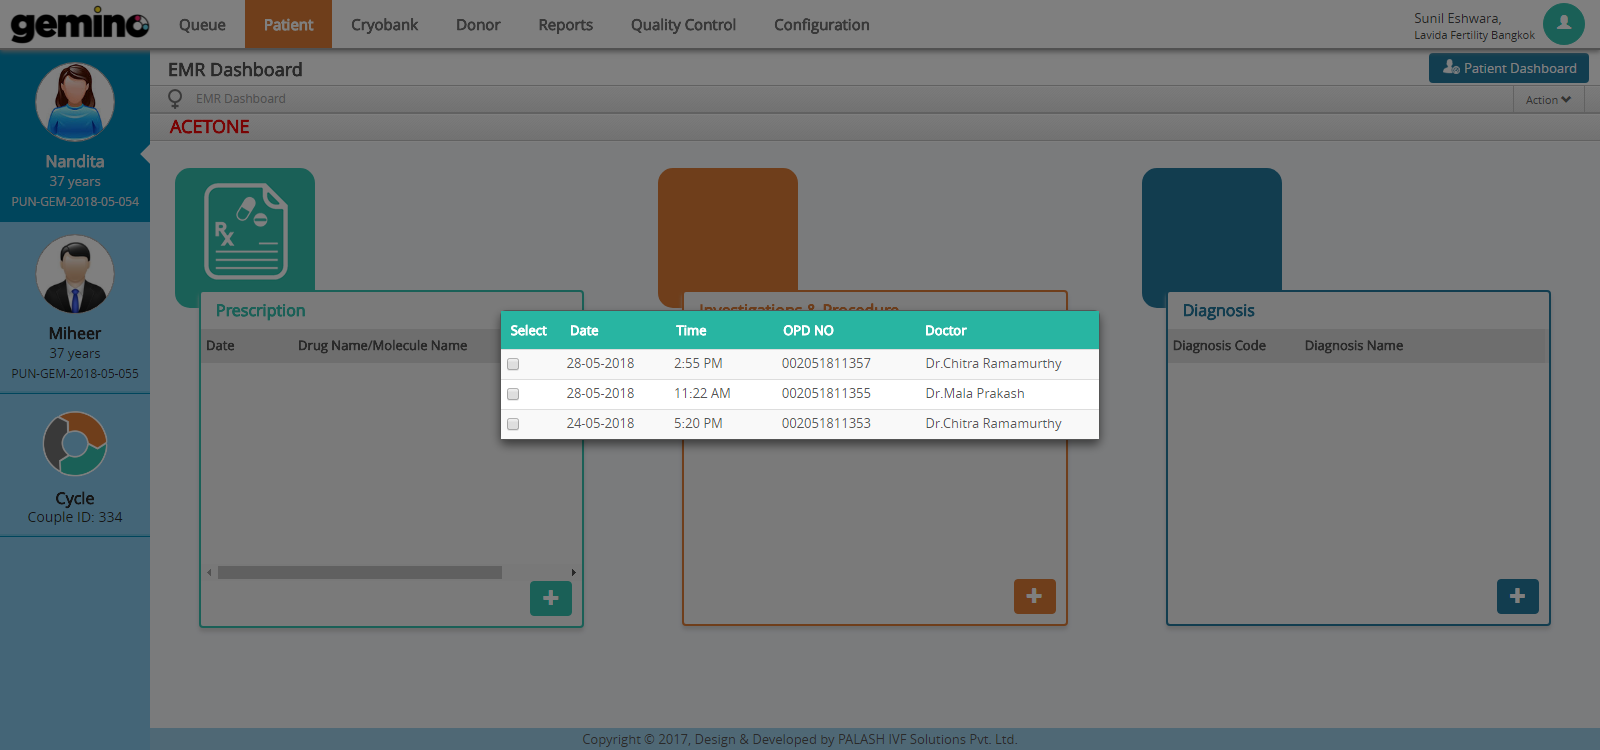 gemino Queue Patient Cryobank Donor Reports Quality Control Configuration
Sunil Eshwara,
Lavida Fertility Bangkok
EMR Dashboard
Patient Dashboard
EMR Dashboard
Action
ACETONE
Nandita
37 years
PUN-GEM-2018-05-054
Miheer
37 years
PUN-GEM-2018-05-055
Cycle
Couple ID: 334
Rx
Prescription
Date Drug Name/Molecule Name
Investigations & Procedure
Diagnosis
Diagnosis Code Diagnosis Name
Select Date Time OPD NO Doctor
28-05-2018 2:55 PM 002051811357 Dr.Chitra Ramamurthy
28-05-2018 11:22 AM 002051811355 Dr.Mala Prakash
24-05-2018 5:20 PM 002051811353 Dr.Chitra Ramamurthy
Copyright © 2017, Design & Developed by PALASH IVF Solutions Pvt. Ltd.